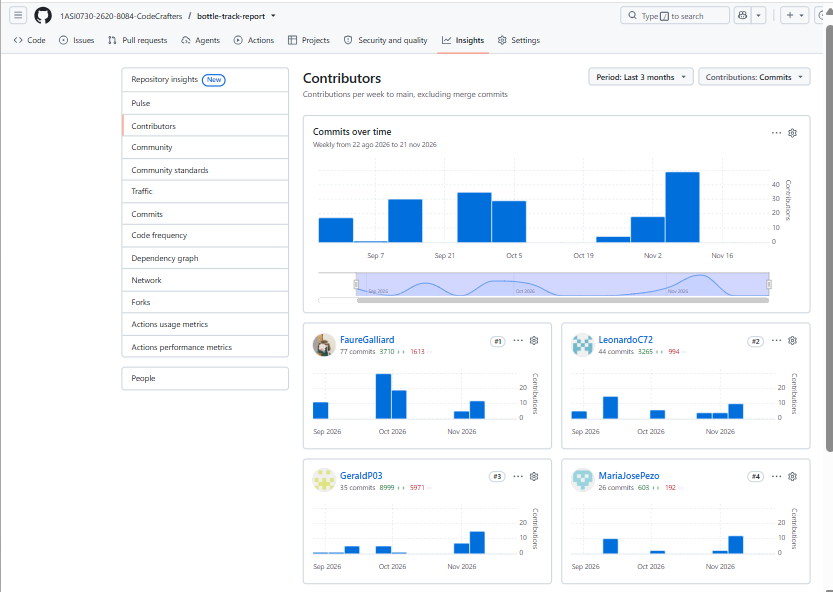 1ASI0730-2620-8084-CodeCrafters / bottle-track-report
Type / to search
Code
Issues
Pull requests
Agents
Actions
Projects
Security and quality
Insights
Settings
Repository insights New
Pulse
Contributors
Community
Community standards
Traffic
Commits
Code frequency
Dependency graph
Network
Forks
Actions usage metrics
Actions performance metrics
People
Contributors
Contributions per week to main, excluding merge commits
Period: Last 3 months
Contributions: Commits
Commits over time
Weekly from 22 ago 2026 to 21 nov 2026
40
30
20
10
0
Contributions
Sep 7
Sep 21
Oct 5
Oct 19
Nov 2
Nov 16
Sep 2026
Oct 2026
Nov 2026
FaureGalliard
#1
77 commits 3710 ++ 1613 --
20
10
0
Contributions
Sep 2026
Oct 2026
Nov 2026
LeonardoC72
#2
44 commits 3265 ++ 994 --
20
10
0
Contributions
Sep 2026
Oct 2026
Nov 2026
GeraldP03
#3
35 commits 8999 ++ 5971 --
20
10
0
Contributions
Sep 2026
Oct 2026
Nov 2026
MariaJosePezo
#4
26 commits 603 ++ 192 --
20
10
0
Contributions
Sep 2026
Oct 2026
Nov 2026